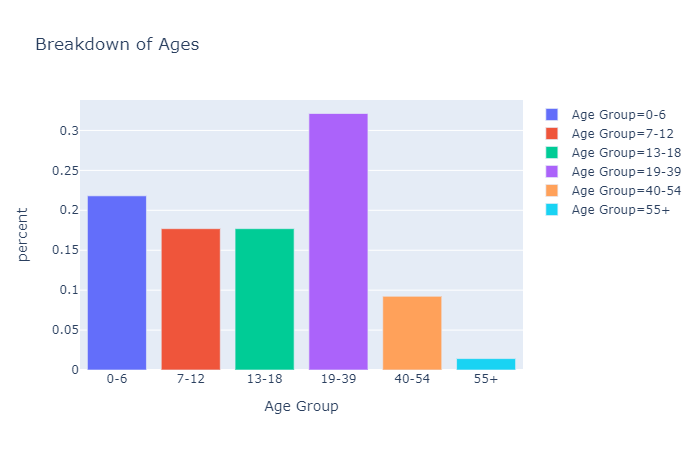 Breakdown of Ages
percent
0.3
0.25
0.2
0.15
0.1
0.05
0
0-6 7-12 13-18 19-39 40-54 55+
Age Group
Age Group=0-6
Age Group=7-12
Age Group=13-18
Age Group=19-39
Age Group=40-54
Age Group=55+